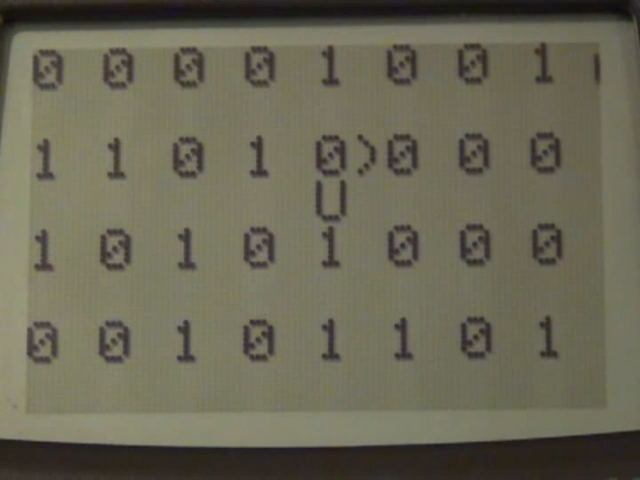 0 0 0 0 1 0 0 1
1 1 0 1 0>0 0 0
U
1 0 1 0 1 0 0 0
0 0 1 0 1 1 0 1